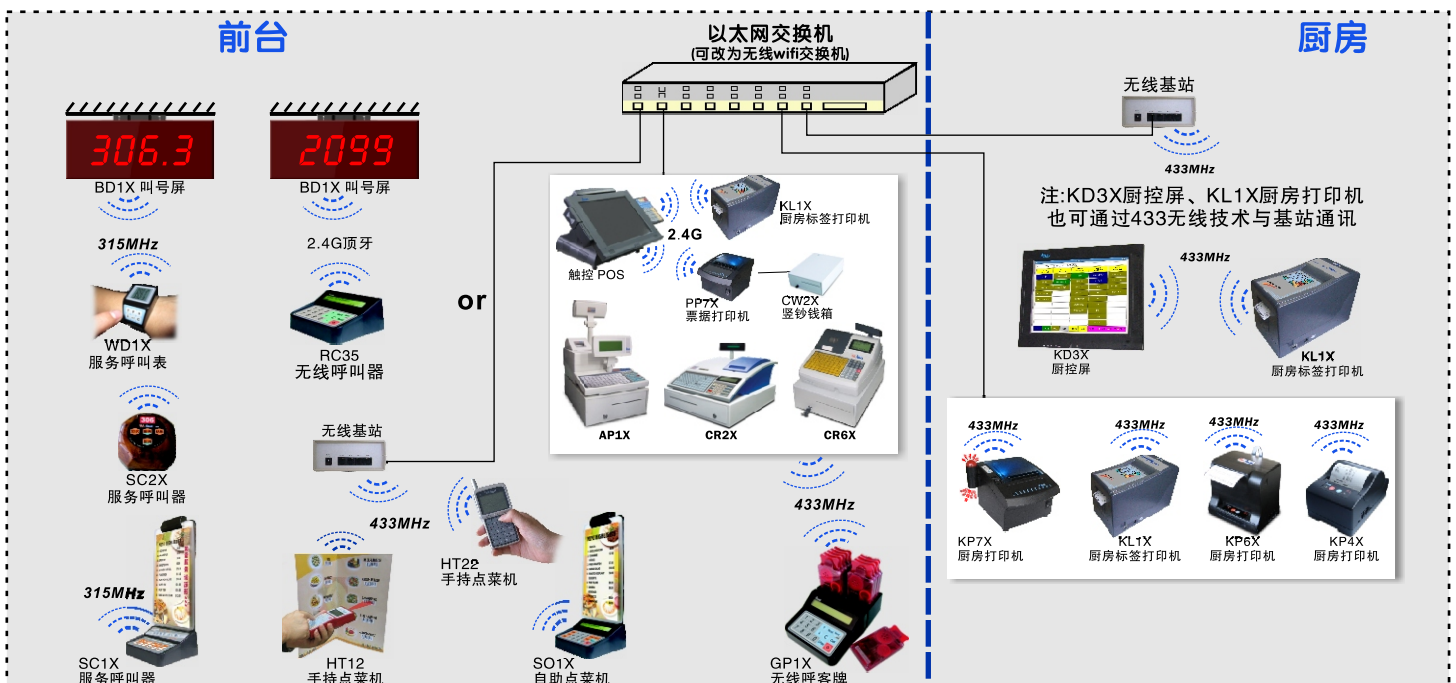 前台
以太网交换机
(可改为无线wifi交换机)
厨房
306.3
BD1X 叫号屏
2099
BD1X 叫号屏
315MHz
2.4G顶牙
WD1X
服务呼叫表
RC35
无线呼叫器
or
306
SC2X
服务呼叫器
无线基站
433MHz
HT22
手持点菜机
315MHz
SC1X
服务呼叫器
HT12
手持点菜机
SO1X
自助点菜机
触控 POS
2.4G
KL1X
厨房标签打印机
PP7X
票据打印机
CW2X
竖钞钱箱
AP1X
CR2X
CR6X
433MHz
GP1X
无线呼客牌
无线基站
433MHz
注:KD3X厨控屏、KL1X厨房打印机
也可通过433无线技术与基站通讯
433MHz
KD3X
厨控屏
KL1X
厨房标签打印机
433MHz
433MHz
433MHz
433MHz
KP7X
厨房打印机
KL1X
厨房标签打印机
KP6X
厨房打印机
KP4X
厨房打印机